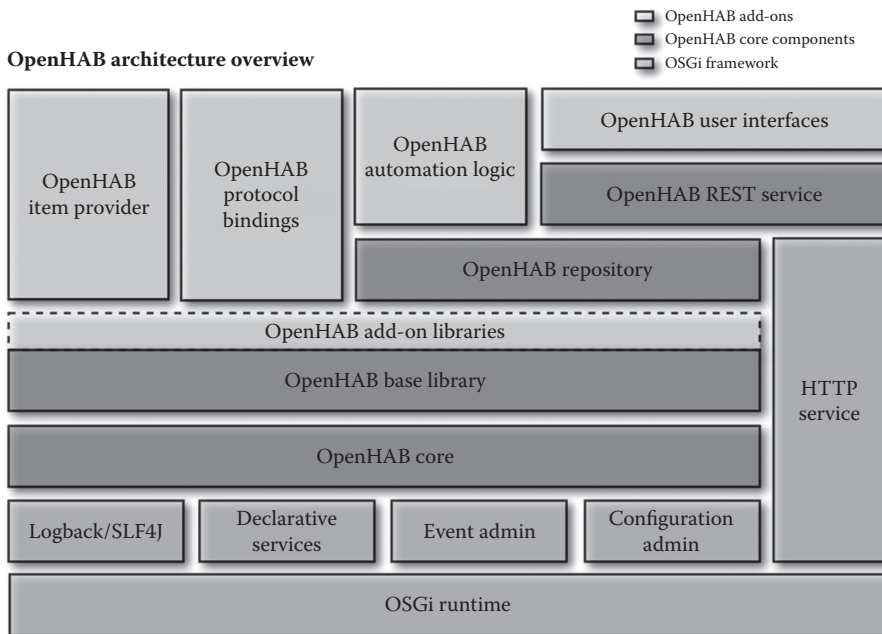 OpenHAB add-ons
OpenHAB core components
OSGi framework
OpenHAB architecture overview
OpenHAB
item provider
OpenHAB
protocol
bindings
OpenHAB
automation logic
OpenHAB user interfaces
OpenHAB REST service
OpenHAB repository
OpenHAB add-on libraries
OpenHAB base library
HTTP
service
OpenHAB core
Logback/SLF4J
Declarative
services
Event admin
Configuration
admin
OSGi runtime